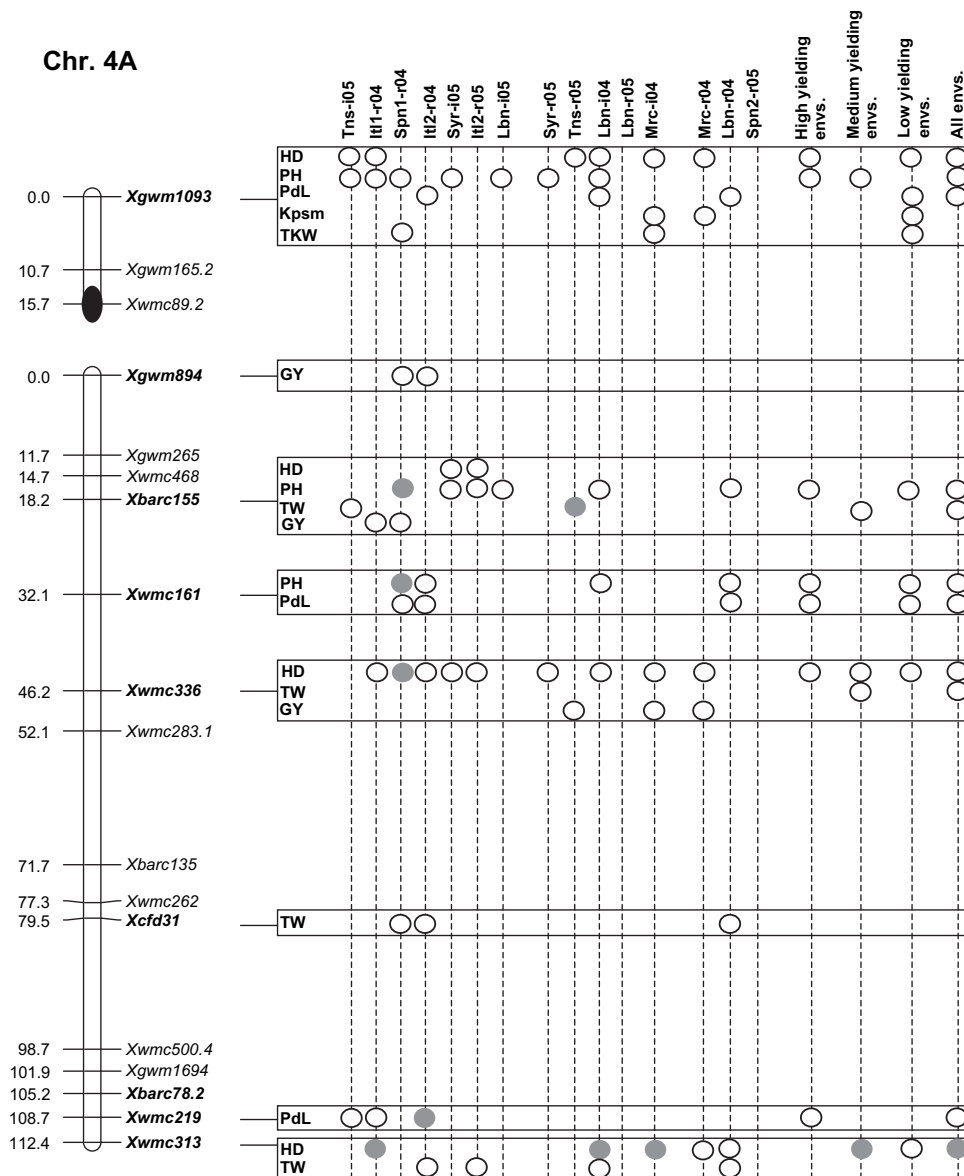 Chr. 4A
Tns-i05
Itl1-r04
Spn1-r04
Itl2-r04
Syr-i05
Itl2-r05
Lbn-i05
Syr-r05
Tns-r05
Lbn-i04
Lbn-r05
Mrc-i04
Mrc-r04
Lbn-r04
Spn2-r05
High yielding
envs.
Medium yielding
envs.
Low yielding
envs.
All envs.
HD
PH
PdL
Kpsm
TKW
0.0 Xgwm1093
10.7 Xgwm165.2
15.7 Xwmc89.2
0.0 Xgwm894
GY
11.7 Xgwm265
14.7 Xwmc468
18.2 Xbarc155
HD
PH
TW
GY
32.1 Xwmc161
PH
PdL
46.2 Xwmc336
HD
TW
GY
52.1 Xwmc283.1
71.7 Xbarc135
77.3 Xwmc262
79.5 Xcfd31
TW
98.7 Xwmc500.4
101.9 Xgwm1694
105.2 Xbarc78.2
108.7 Xwmc219
PdL
112.4 Xwmc313
HD
TW